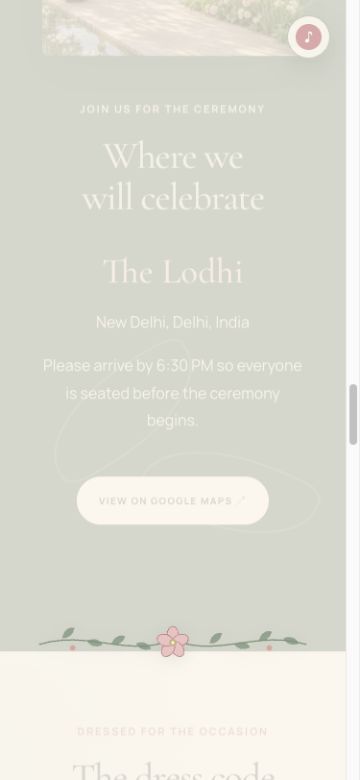 JOIN US FOR THE CEREMONY
Where we
will celebrate
The Lodhi
New Delhi, Delhi, India
Please arrive by 6:30 PM so everyone
is seated before the ceremony
begins.
VIEW ON GOOGLE MAPS ↗
DRESSED FOR THE OCCASION
The dress code